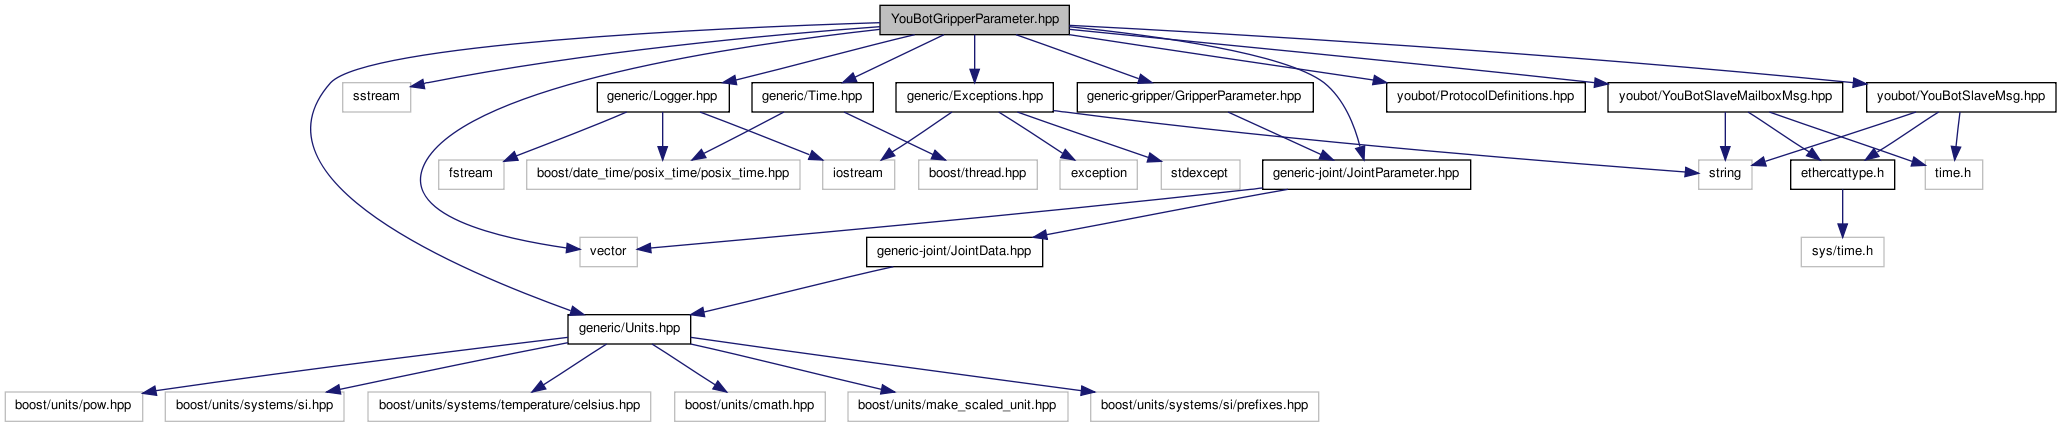 YouBotGripperParameter.hpp
sstream
generic/Logger.hpp
generic/Time.hpp
generic/Exceptions.hpp
generic-gripper/GripperParameter.hpp
youbot/ProtocolDefinitions.hpp
youbot/YouBotSlaveMailboxMsg.hpp
youbot/YouBotSlaveMsg.hpp
fstream
boost/date_time/posix_time/posix_time.hpp
iostream
boost/thread.hpp
exception
stdexcept
generic-joint/JointParameter.hpp
string
ethercattype.h
time.h
vector
generic-joint/JointData.hpp
sys/time.h
generic/Units.hpp
boost/units/pow.hpp
boost/units/systems/si.hpp
boost/units/systems/temperature/celsius.hpp
boost/units/cmath.hpp
boost/units/make_scaled_unit.hpp
boost/units/systems/si/prefixes.hpp